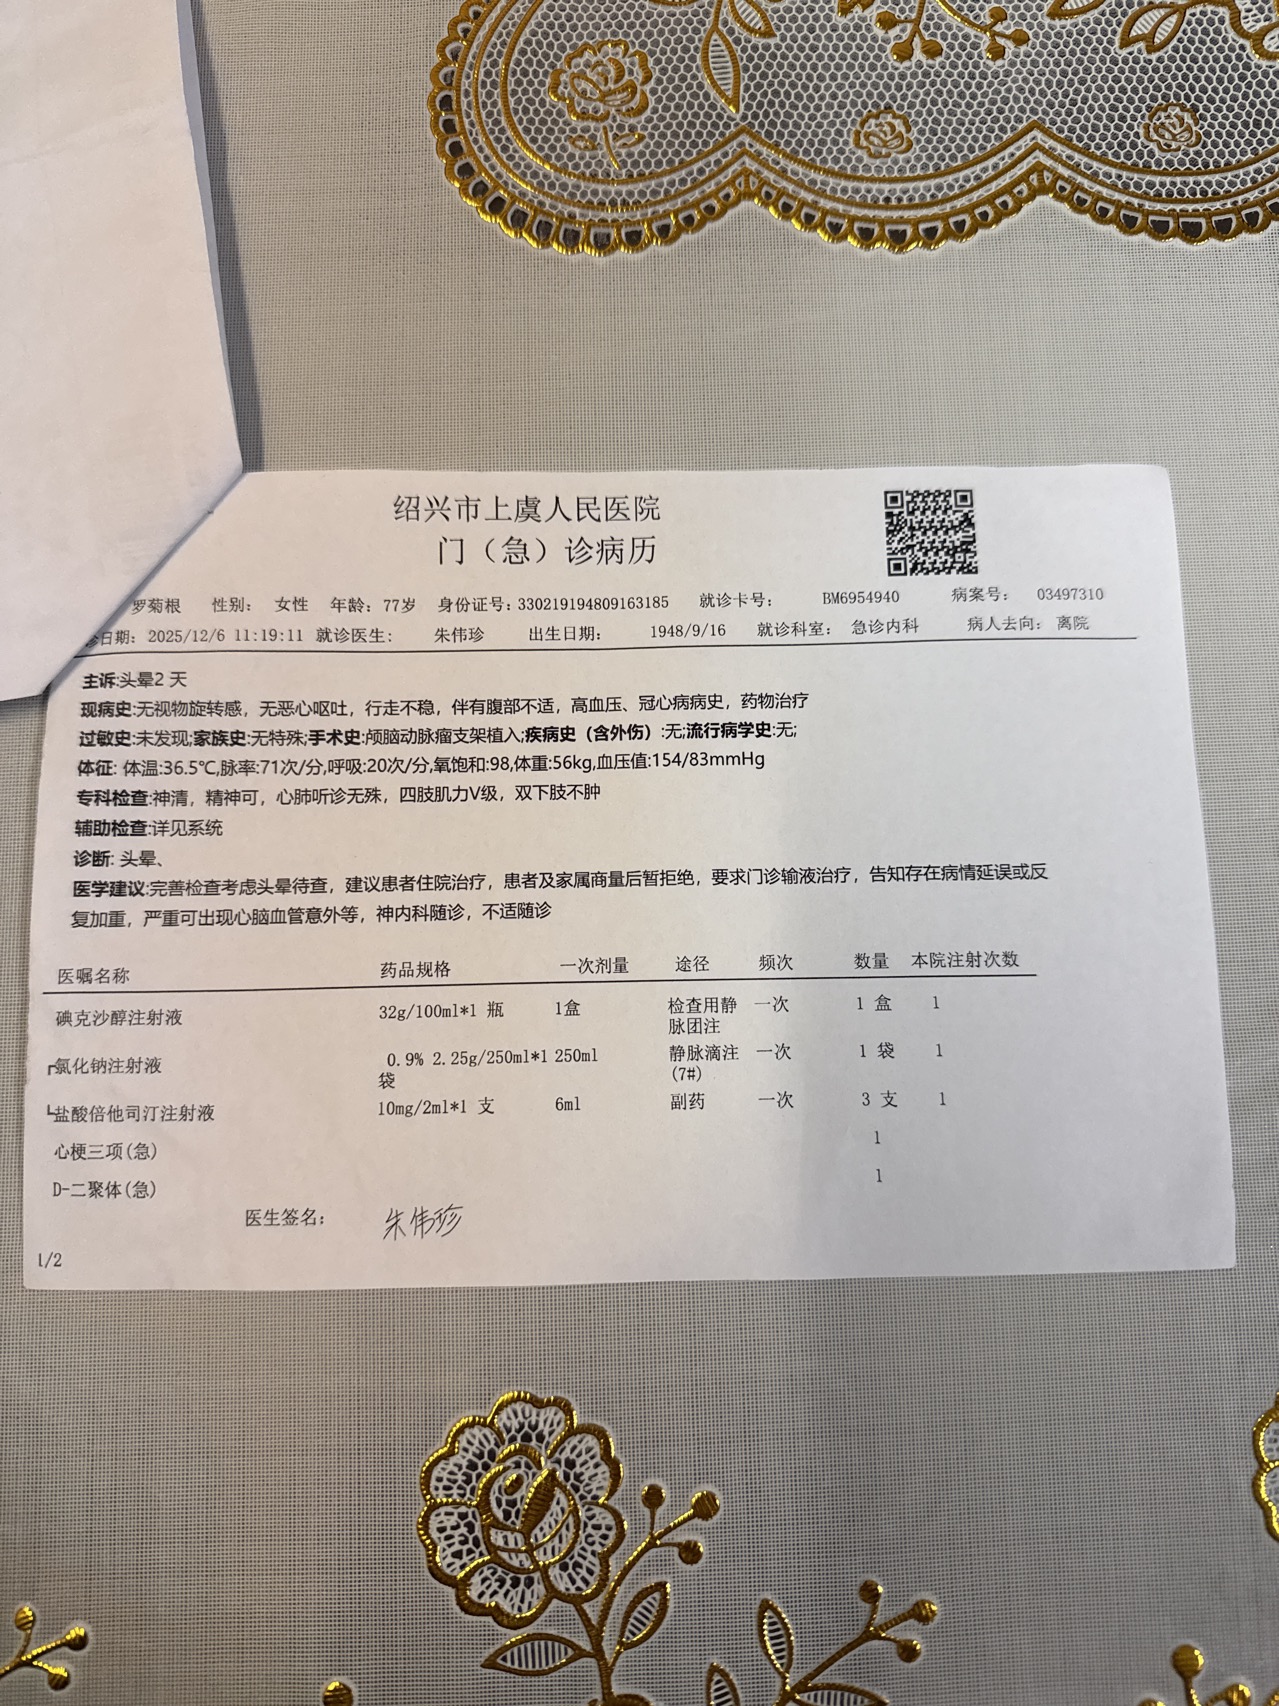 绍兴市上虞人民医院
门（急）诊病历
罗菊根 性别： 女性 年龄：77岁 身份证号：330219194809163185 就诊卡号： BM6954940 病案号： 03497310
诊日期： 2025/12/6 11:19:11 就诊医生： 朱伟珍 出生日期： 1948/9/16 就诊科室： 急诊内科 病人去向： 离院
主诉:头晕2 天
现病史:无视物旋转感，无恶心呕吐，行走不稳，伴有腹部不适，高血压、冠心病病史，药物治疗
过敏史:未发现;家族史:无特殊;手术史:颅脑动脉瘤支架植入;疾病史（含外伤）:无;流行病学史:无;
体征: 体温:36.5℃,脉率:71次/分,呼吸:20次/分,氧饱和:98,体重:56kg,血压值:154/83mmHg
专科检查:神清，精神可，心肺听诊无殊，四肢肌力V级，双下肢不肿
辅助检查:详见系统
诊断: 头晕、
医学建议:完善检查考虑头晕待查，建议患者住院治疗，患者及家属商量后暂拒绝，要求门诊输液治疗，告知存在病情延误或反
复加重，严重可出现心脑血管意外等，神内科随诊，不适随诊
医嘱名称 药品规格 一次剂量 途径 频次 数量 本院注射次数
碘克沙醇注射液 32g/100ml*1 瓶 1盒 检查用静 一次 1 盒 1
脉团注
┌氯化钠注射液 0.9% 2.25g/250ml*1 250ml 静脉滴注 一次 1 袋 1
袋 (7#)
└盐酸倍他司汀注射液 10mg/2ml*1 支 6ml 副药 一次 3 支 1
心梗三项(急) 1
D-二聚体(急) 1
医生签名： 朱伟珍
1/2